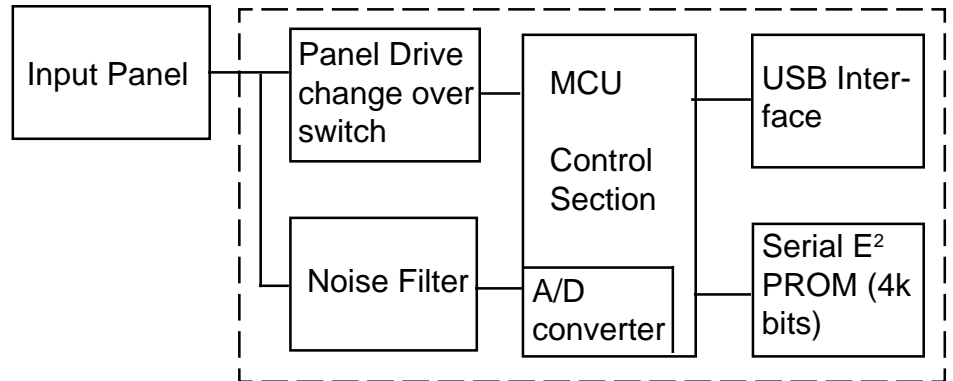 Input Panel
Panel Drive
change over
switch
MCU
Control
Section
USB Inter-
face
Noise Filter
A/D
converter
Serial E²
PROM (4k
bits)